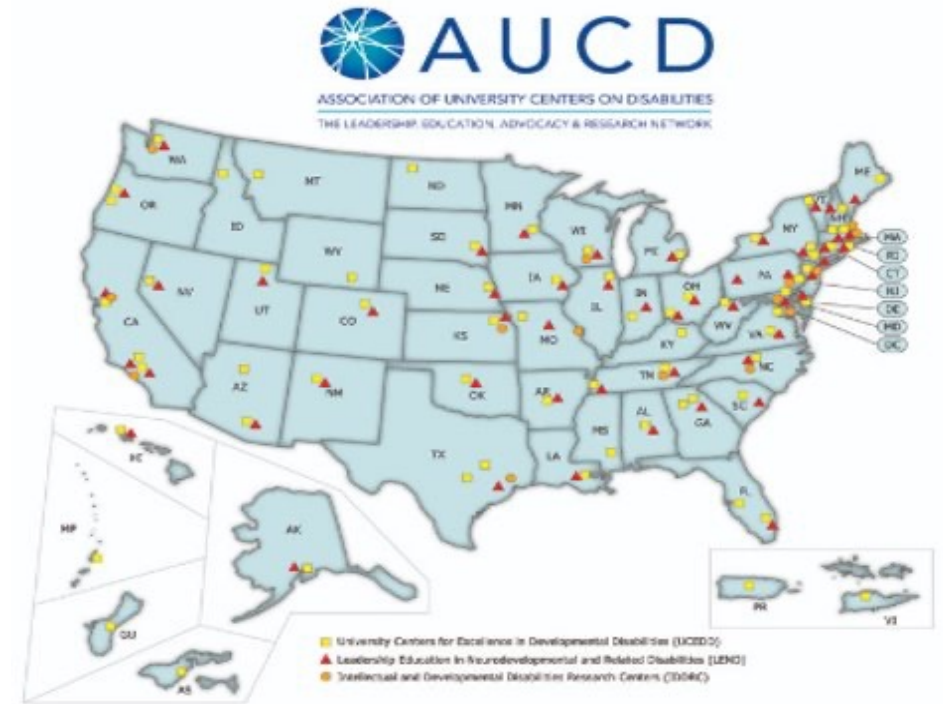 AUCD
ASSOCIATION OF UNIVERSITY CENTERS ON DISABILITIES
THE LEADERSHIP, EDUCATION, ADVOCACY & RESEARCH NETWORK
WA
MT
ND
MN
ME
VT
NH
OR
ID
SD
WI
MI
NY
MA
RI
CT
NJ
DE
MD
DC
WY
IA
NE
PA
NV
UT
CO
IL
IN
OH
WV
VA
CA
KS
MO
KY
AZ
NM
OK
AR
TN
NC
SC
MS
AL
GA
TX
LA
FL
HI
MP
AK
GU
AS
PR
VI
University Centers for Excellence in Developmental Disabilities (UCEDD)
Leadership Education in Neurodevelopmental and Related Disabilities (LEND)
Intellectual and Developmental Disabilities Research Centers (IDDRC)